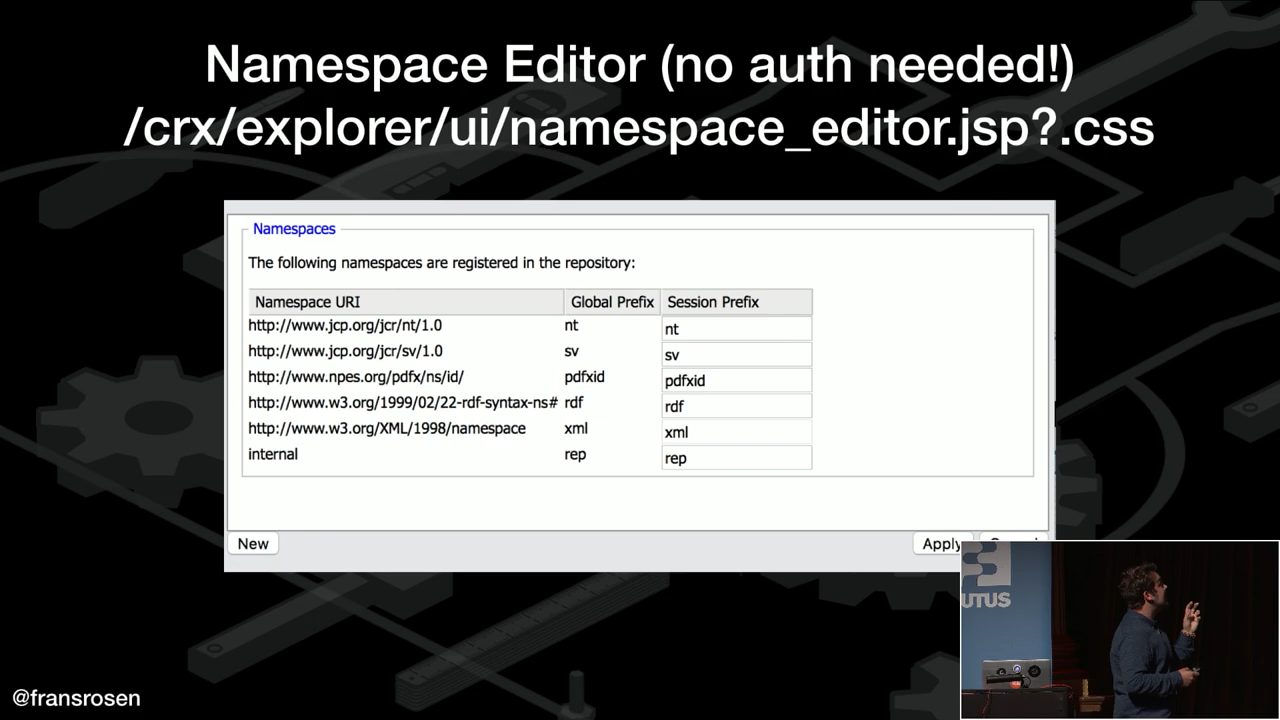 Namespace Editor (no auth needed!)
/crx/explorer/ui/namespace_editor.jsp?.css
Namespaces
The following namespaces are registered in the repository:
Namespace URI Global Prefix Session Prefix
http://www.jcp.org/jcr/nt/1.0 nt nt
http://www.jcp.org/jcr/sv/1.0 sv sv
http://www.npes.org/pdfx/ns/id/ pdfxid pdfxid
http://www.w3.org/1999/02/22-rdf-syntax-ns# rdf rdf
http://www.w3.org/XML/1998/namespace xml xml
internal rep rep
New Apply
UTUS
@fransrosen